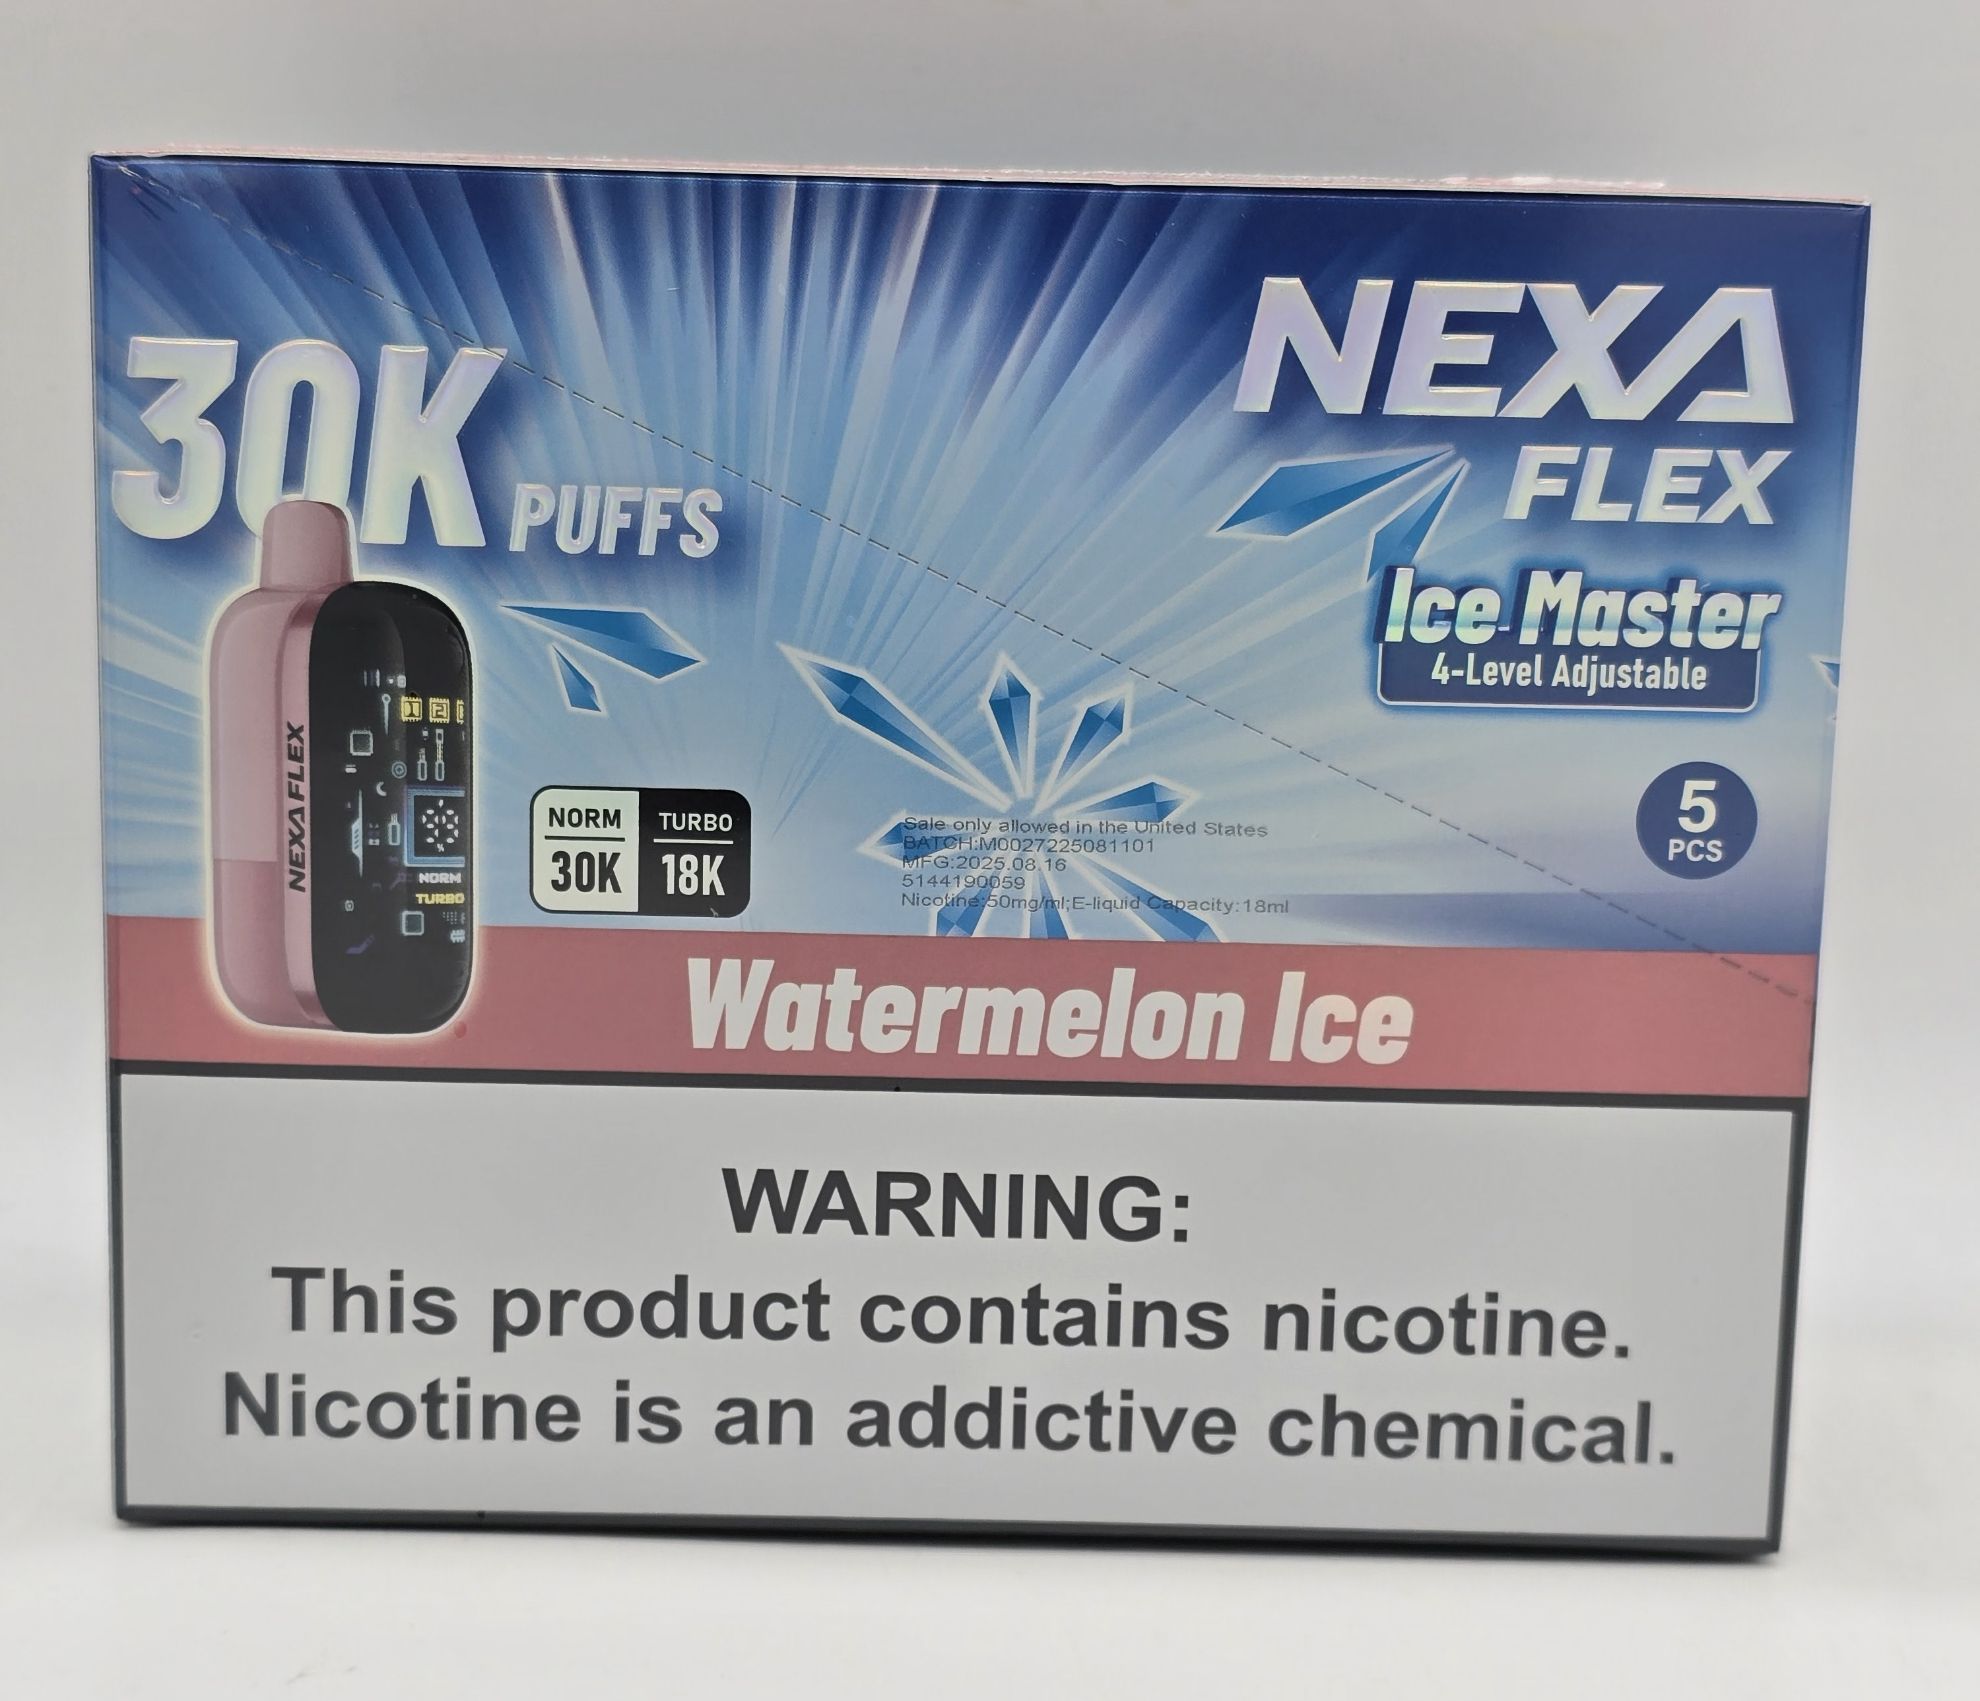 30K PUFFS
NEXA
FLEX
Ice Master
4-Level Adjustable
5
PCS
NEXA FLEX
1 2
NORM
TURBO
NORM
30K
TURBO
18K
Sale only allowed in the United States
BATCH:M0027225081101
MFG:2025.08.16
5144190059
Nicotine:50mg/ml;E-liquid Capacity:18ml
Watermelon Ice
WARNING:
This product contains nicotine.
Nicotine is an addictive chemical.